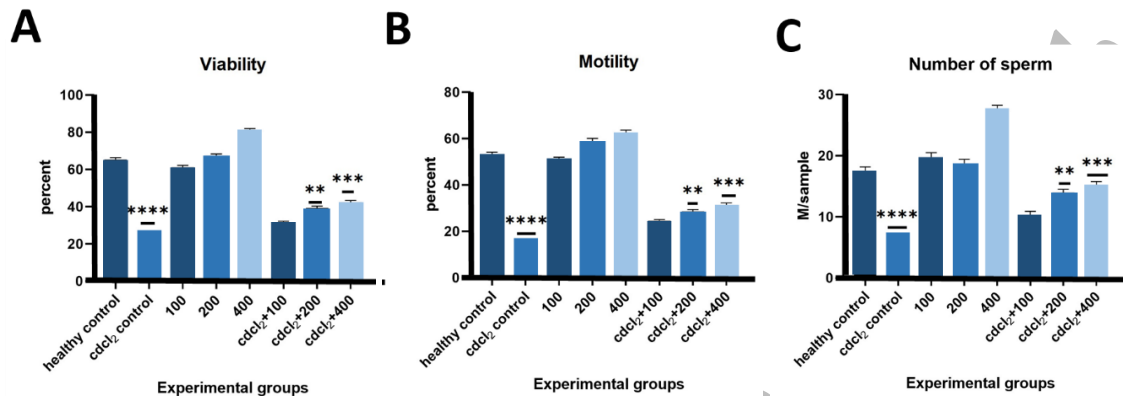 A
Viability
percent
100
80
60
40
20
0
****
**
***
healthy control
cdcl₂ control
100
200
400
cdcl₂+100
cdcl₂+200
cdcl₂+400
Experimental groups
B
Motility
percent
80
60
40
20
0
****
**
***
healthy control
cdcl₂ control
100
200
400
cdcl₂+100
cdcl₂+200
cdcl₂+400
Experimental groups
C
Number of sperm
M/sample
30
20
10
0
****
**
***
healthy control
cdcl₂ control
100
200
400
cdcl₂+100
cdcl₂+200
cdcl₂+400
Experimental groups